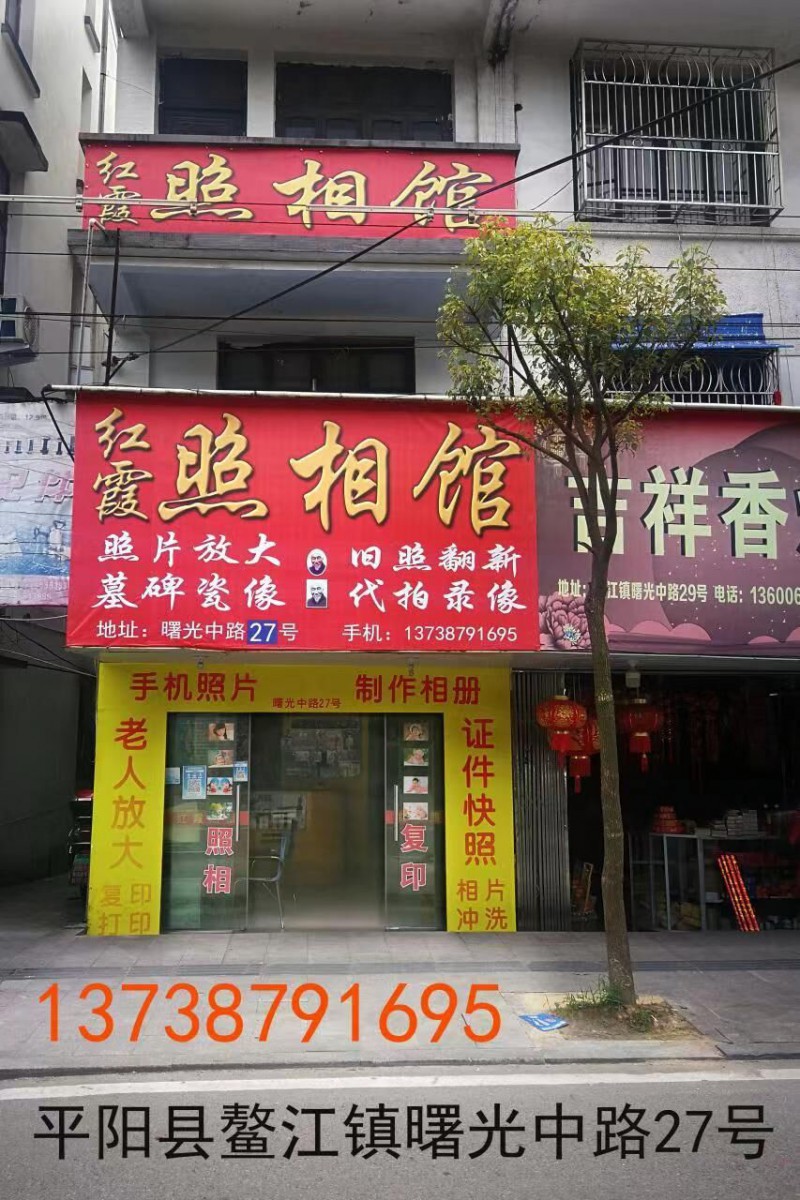 红霞 照相馆
红霞 照相馆
照片放大 旧照翻新
墓碑瓷像 代拍录像
地址：曙光中路27号 手机：13738791695
吉祥香
江镇曙光中路29号 电话：136006
手机照片 制作相册
曙光中路27号
老人放大
复印
打印
照相
复印
证件快照
相片
冲洗
13738791695
平阳县鳌江镇曙光中路27号